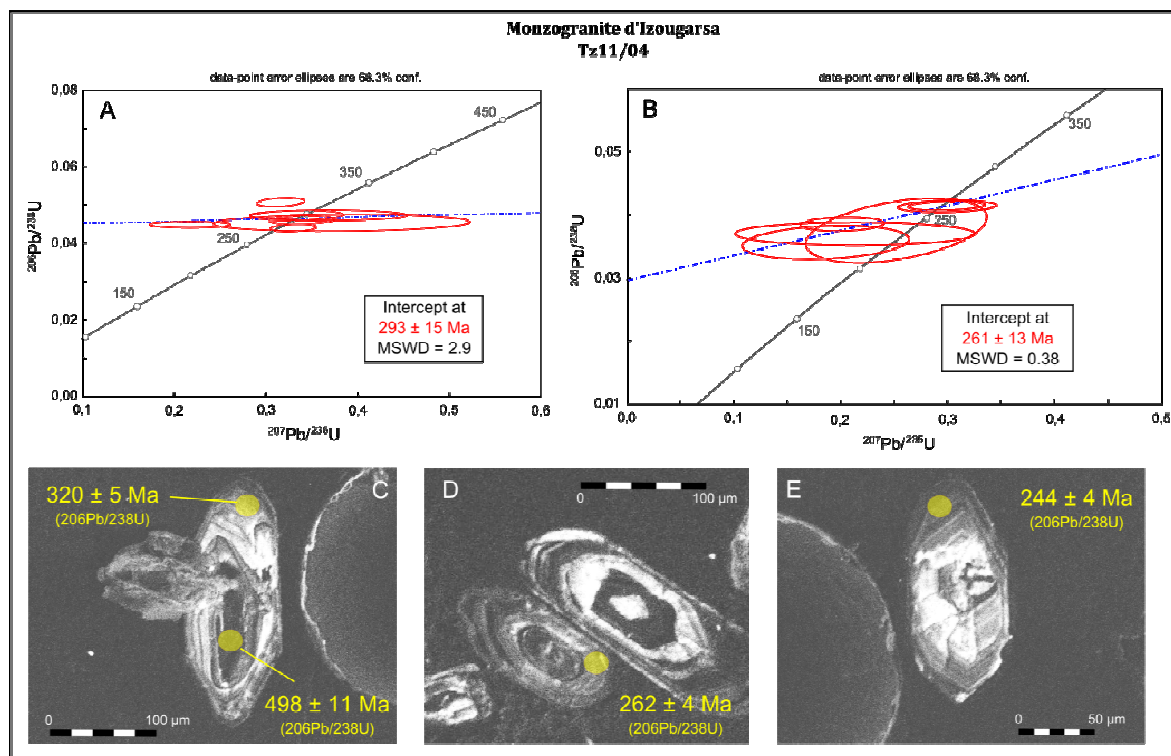 Monzogranite d'Izougarsa
Tz11/04
data-point error ellipses are 68.3% conf.
A
0,08
0.06
0.04
0,02
0,00
206Pb/238U
150
250
350
450
0,1
0,2
0,3
0,4
0,5
0,6
207Pb/235U
Intercept at
293 ± 15 Ma
MSWD = 2.9
data-point error ellipses are 68.3% conf.
B
0,05
0,03
0,01
206Pb/238U
150
250
350
0,0
0,1
0,2
0,3
0,4
0,5
207Pb/235U
Intercept at
261 ± 13 Ma
MSWD = 0.38
C
320 ± 5 Ma
(206Pb/238U)
498 ± 11 Ma
(206Pb/238U)
0 100 µm
D
0 100 µm
262 ± 4 Ma
(206Pb/238U)
E
244 ± 4 Ma
(206Pb/238U)
0 50 µm